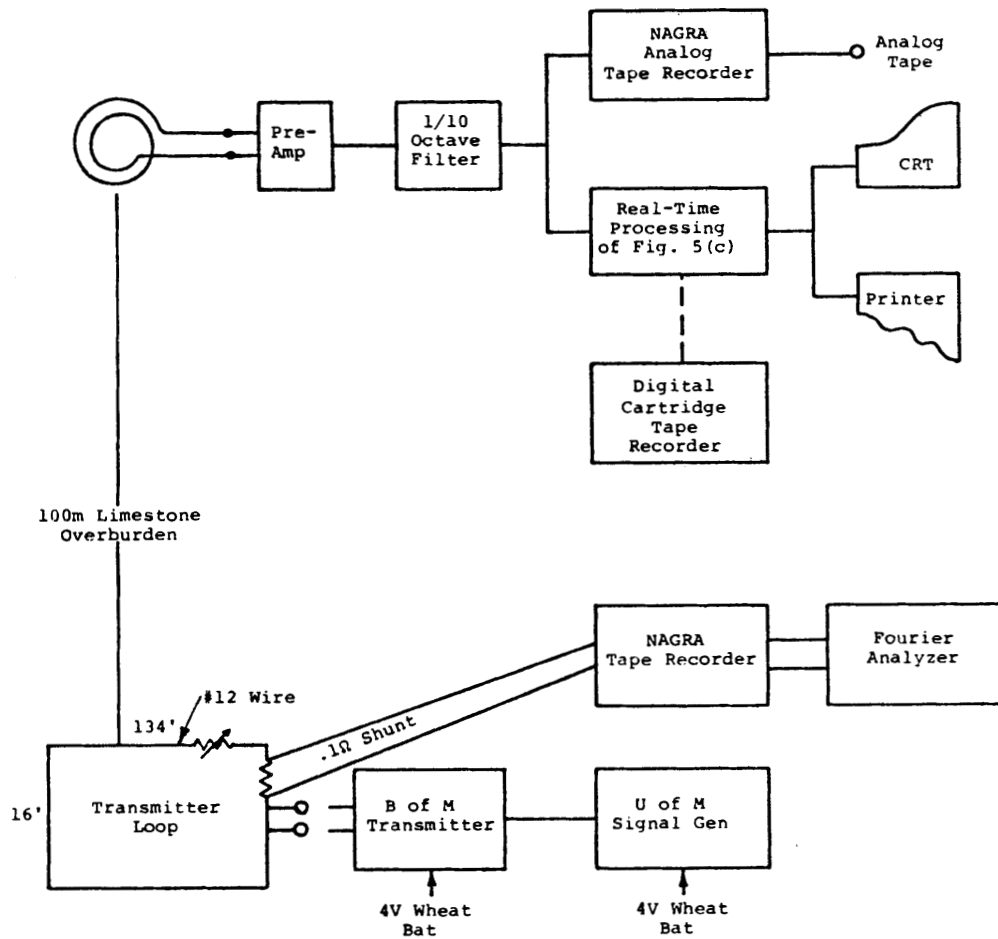 NAGRA
Analog
Tape Recorder
Analog
Tape
Pre-
Amp
1/10
Octave
Filter
CRT
Real-Time
Processing
of Fig. 5(c)
Printer
Digital
Cartridge
Tape
Recorder
100m Limestone
Overburden
NAGRA
Tape Recorder
Fourier
Analyzer
#12 Wire
134'
.1Ω Shunt
16'
Transmitter
Loop
B of M
Transmitter
U of M
Signal Gen
4V Wheat
Bat
4V Wheat
Bat